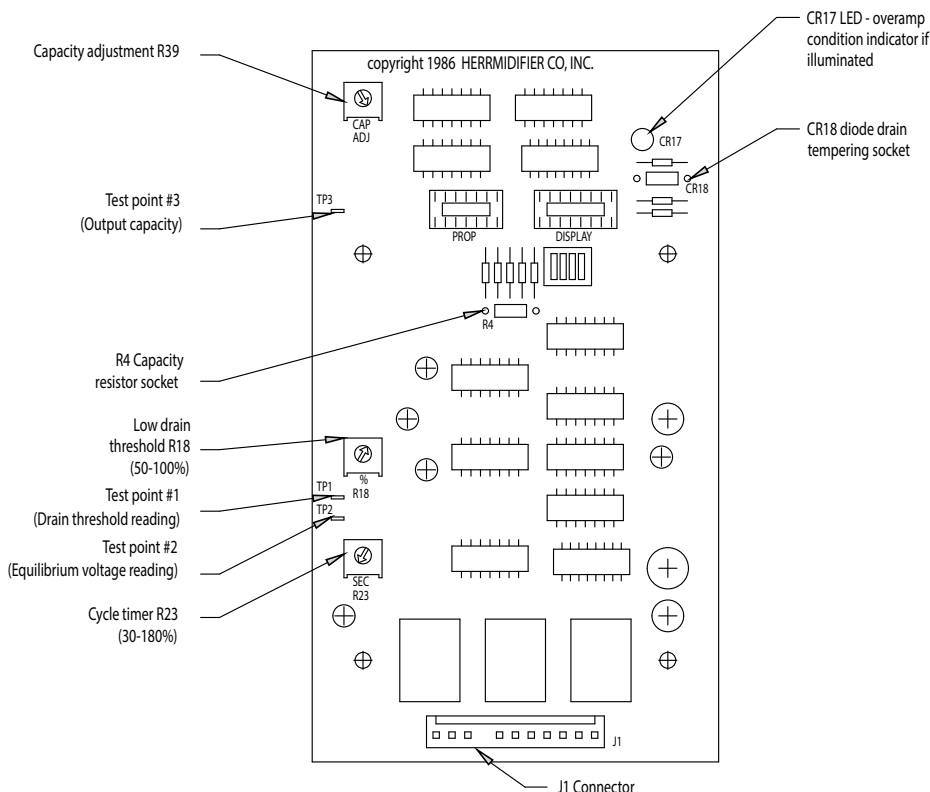 Capacity adjustment R39
CR17 LED - overamp
condition indicator if
illuminated
copyright 1986  HERRMIDIFIER CO, INC.
CAP
ADJ
CR17
CR18 diode drain
tempering socket
CR18
Test point #3
(Output capacity)
TP3
PROP
DISPLAY
R4
R4 Capacity
resistor socket
Low drain
threshold R18
(50-100%)
%
R18
Test point #1
(Drain threshold reading)
TP1
TP2
Test point #2
(Equilibrium voltage reading)
SEC
R23
Cycle timer R23
(30-180%)
J1
J1 Connector